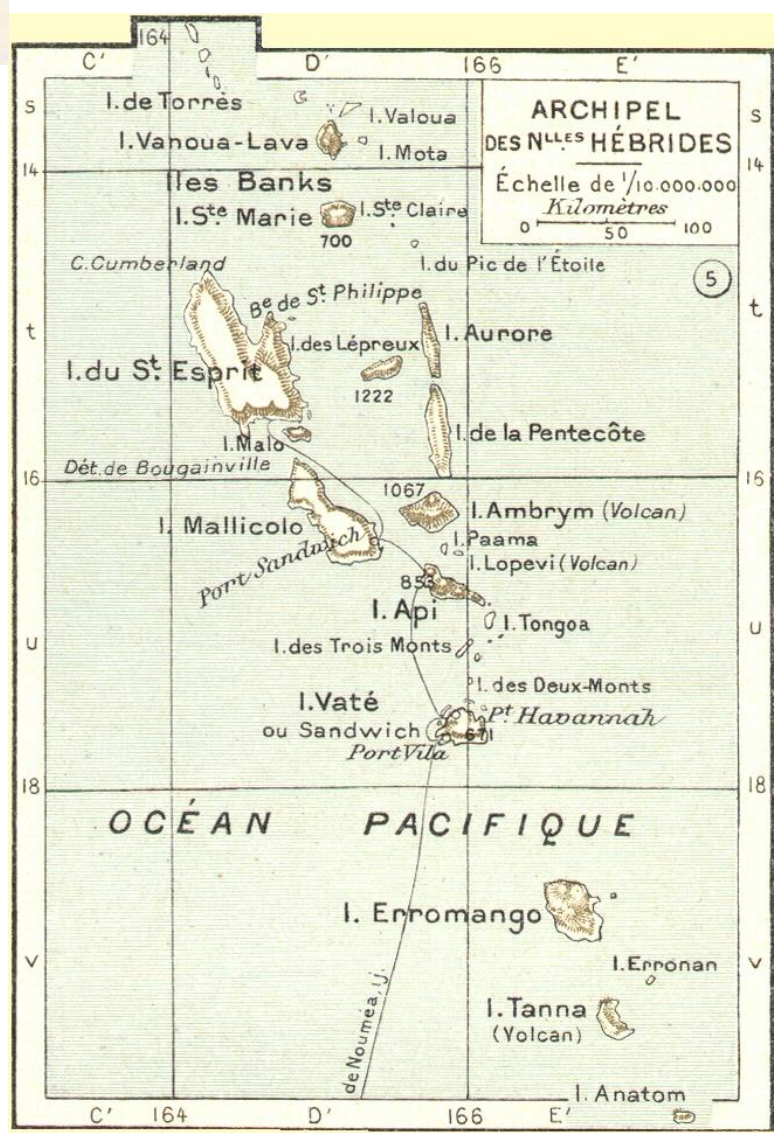 164
C' D' 166 E'
I. de Torrès
I. Valoua
s s
I. Vanoua-Lava
I. Mota
ARCHIPEL
DES Nlles HÉBRIDES
Échelle de 1/10.000.000
Kilomètres
0 50 100
14 14
Iles Banks
I. Ste Marie
I. Ste Claire
700
C. Cumberland
I. du Pic de l'Étoile
5
Be de St Philippe
t t
I. des Lépreux
I. Aurore
I. du St. Esprit
1222
I. Malo
I. de la Pentecôte
Dét. de Bougainville
16 16
1067
I. Mallicolo
I. Ambrym (Volcan)
Port Sandwich
I. Paama
I. Lopevi (Volcan)
853
I. Api
I. Tongoa
U U
I. des Trois Monts
I. des Deux-Monts
I. Vaté
ou Sandwich
Pt Havannah
671
Port Vila
18 18
OCÉAN PACIFIQUE
I. Erromango
V V
I. Erronan
I. Tanna
(Volcan)
de Nouméa, 1j.
I. Anatom
C' 164 D' 166 E'